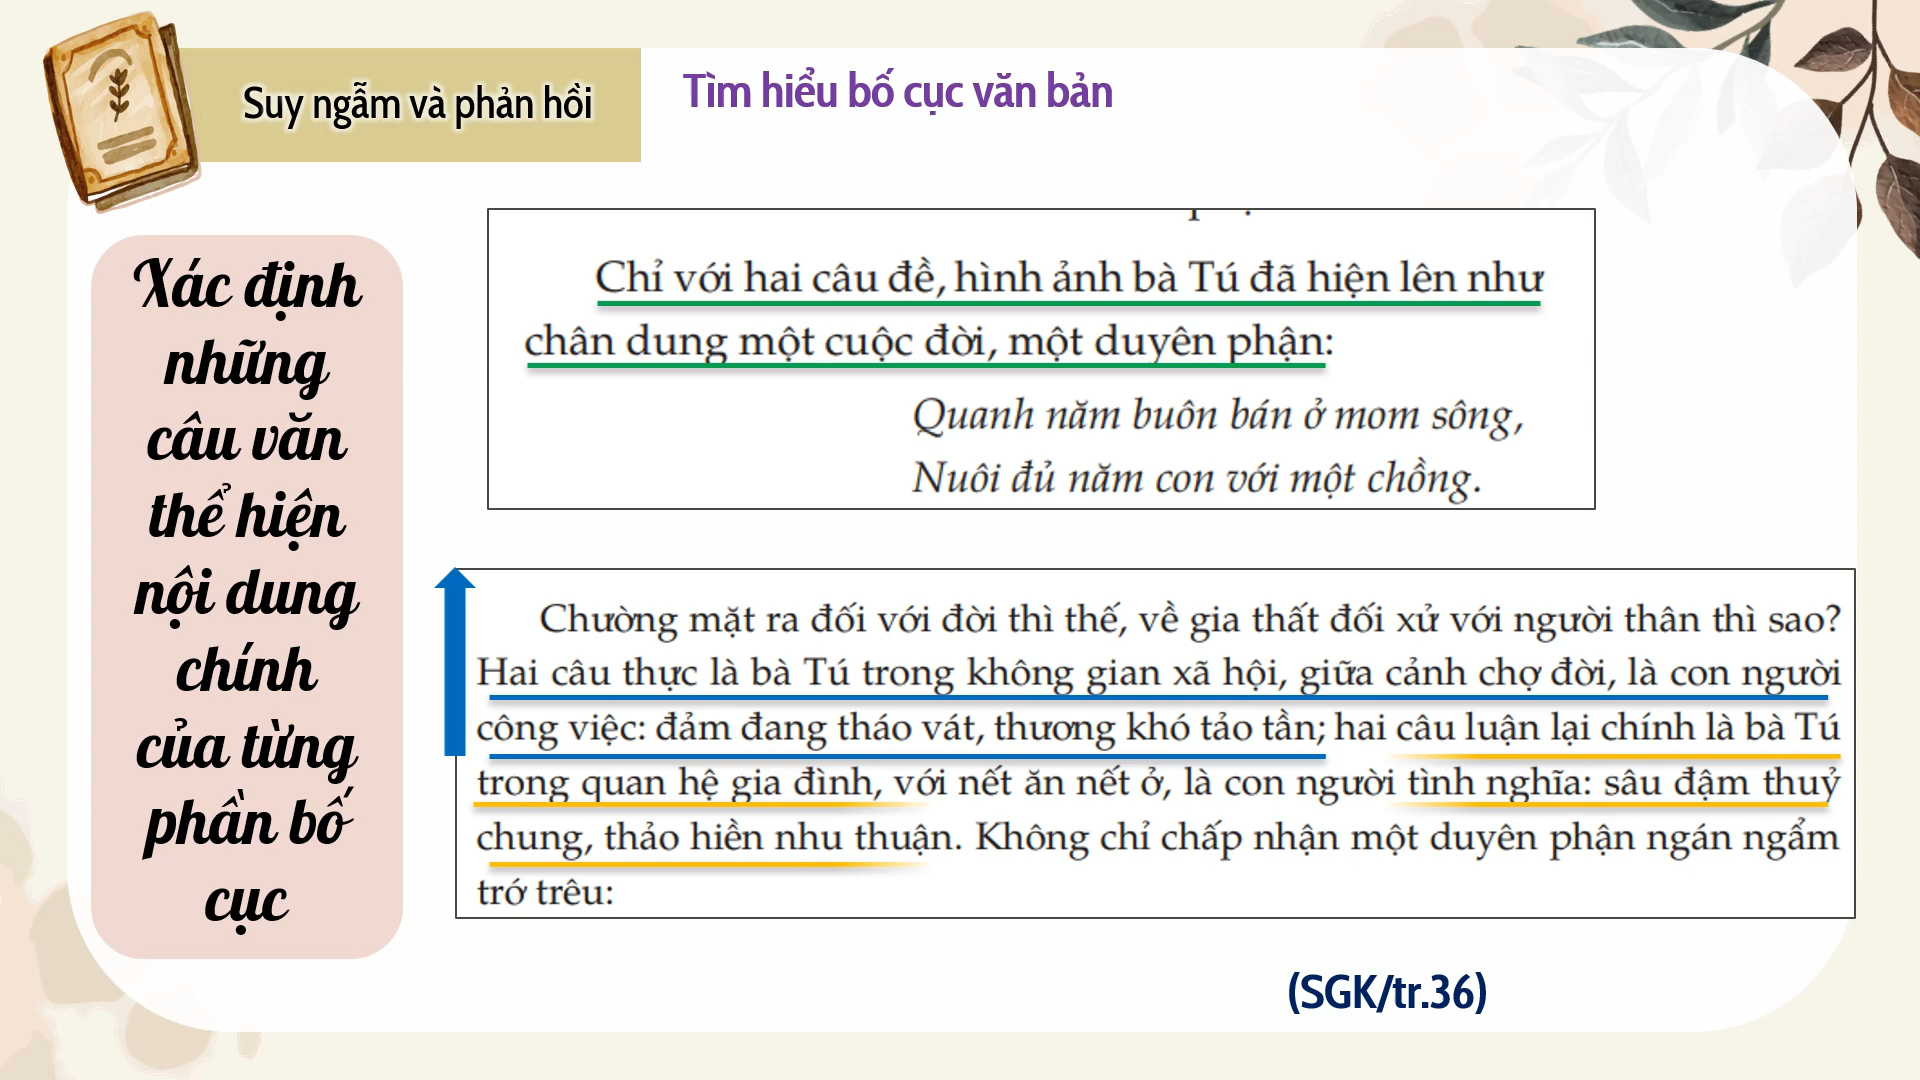 Suy ngẫm và phản hồi
Tìm hiểu bố cục văn bản
Xác định
những
câu văn
thể hiện
nội dung
chính
của từng
phần bố
cục
Chỉ với hai câu đề, hình ảnh bà Tú đã hiện lên như
chân dung một cuộc đời, một duyên phận:
Quanh năm buôn bán ở mom sông,
Nuôi đủ năm con với một chồng.
Chường mặt ra đối với đời thì thế, về gia thất đối xử với người thân thì sao?
Hai câu thực là bà Tú trong không gian xã hội, giữa cảnh chợ đời, là con người
công việc: đảm đang tháo vát, thương khó tảo tần; hai câu luận lại chính là bà Tú
trong quan hệ gia đình, với nết ăn nết ở, là con người tình nghĩa: sâu đậm thuỷ
chung, thảo hiền nhu thuận. Không chỉ chấp nhận một duyên phận ngán ngẩm
trớ trêu:
(SGK/tr.36)